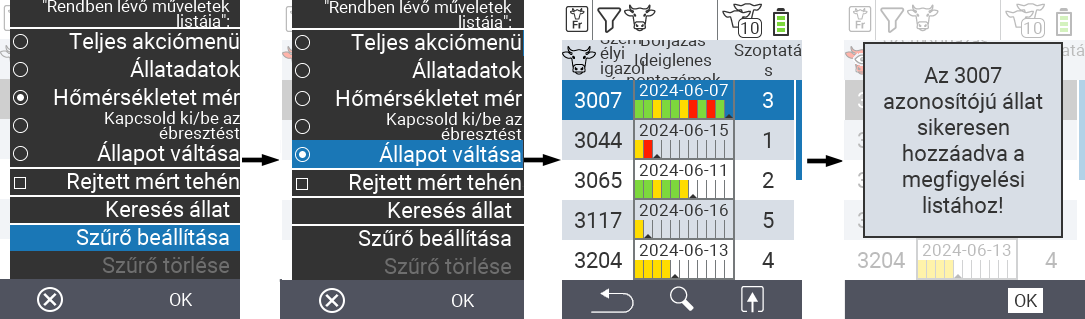 "Rendben lévő műveletek
listája":
Teljes akciómenü
Állatadatok
Hőmérsékletet mér
Kapcsold ki/be az
ébresztést
Állapot váltása
Rejtett mért tehén
Keresés állat
Szűrő beállítása
Szűrő törlése
OK
"Rendben lévő műveletek
listája":
Teljes akciómenü
Állatadatok
Hőmérsékletet mér
Kapcsold ki/be az
ébresztést
Állapot váltása
Rejtett mért tehén
Keresés állat
Szűrő beállítása
Szűrő törlése
OK
Fr
10
Szem
élyi
igazol
Borjazás
Ideiglenes
pontszámok
Szoptatá
s
3007 2024-06-07 3
3044 2024-06-15 1
3065 2024-06-11 2
3117 2024-06-16 5
3204 2024-06-13 4
Fr
10
Az 3007
azonosítójú állat
sikeresen
hozzáadva a
megfigyelési
listához!
3204 2024-06-13 4
OK